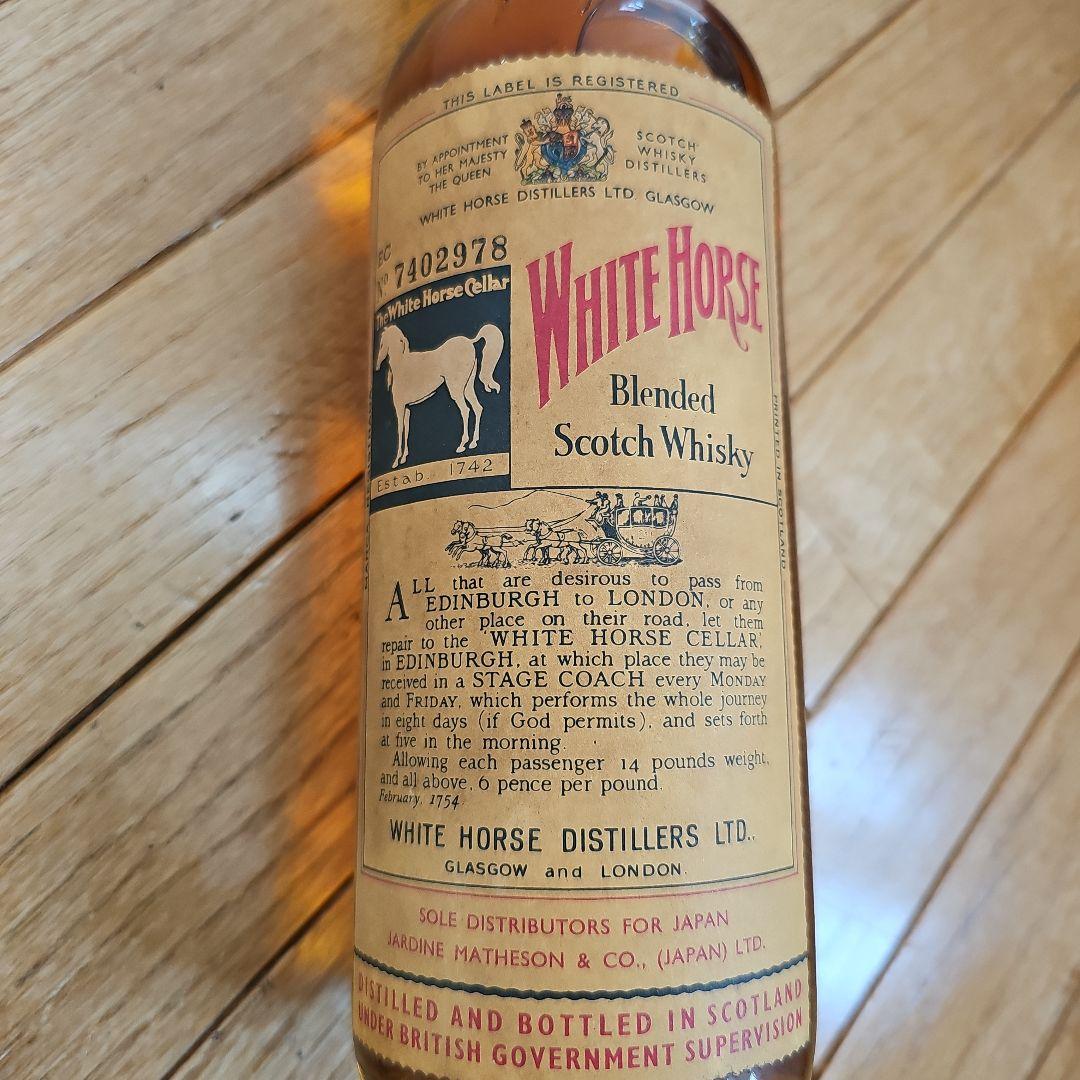 THIS LABEL IS REGISTERED
BY APPOINTMENT
TO HER MAJESTY
THE QUEEN
SCOTCH
WHISKY
DISTILLERS
WHITE HORSE DISTILLERS LTD. GLASGOW
EC
No 7402978
The White Horse Cellar
Estab. 1742
WHITE HORSE
Blended
Scotch Whisky
PRINTED IN SCOTLAND
ALL that are desirous to pass from
EDINBURGH to LONDON, or any
other place on their road, let them
repair to the 'WHITE HORSE CELLAR',
in EDINBURGH, at which place they may be
received in a STAGE COACH every MONDAY
and FRIDAY, which performs the whole journey
in eight days (if God permits), and sets forth
at five in the morning.
Allowing each passenger 14 pounds weight,
and all above, 6 pence per pound.
February, 1754.
WHITE HORSE DISTILLERS LTD.,
GLASGOW and LONDON.
SOLE DISTRIBUTORS FOR JAPAN
JARDINE MATHESON & CO., (JAPAN) LTD.
DISTILLED AND BOTTLED IN SCOTLAND
UNDER BRITISH GOVERNMENT SUPERVISION